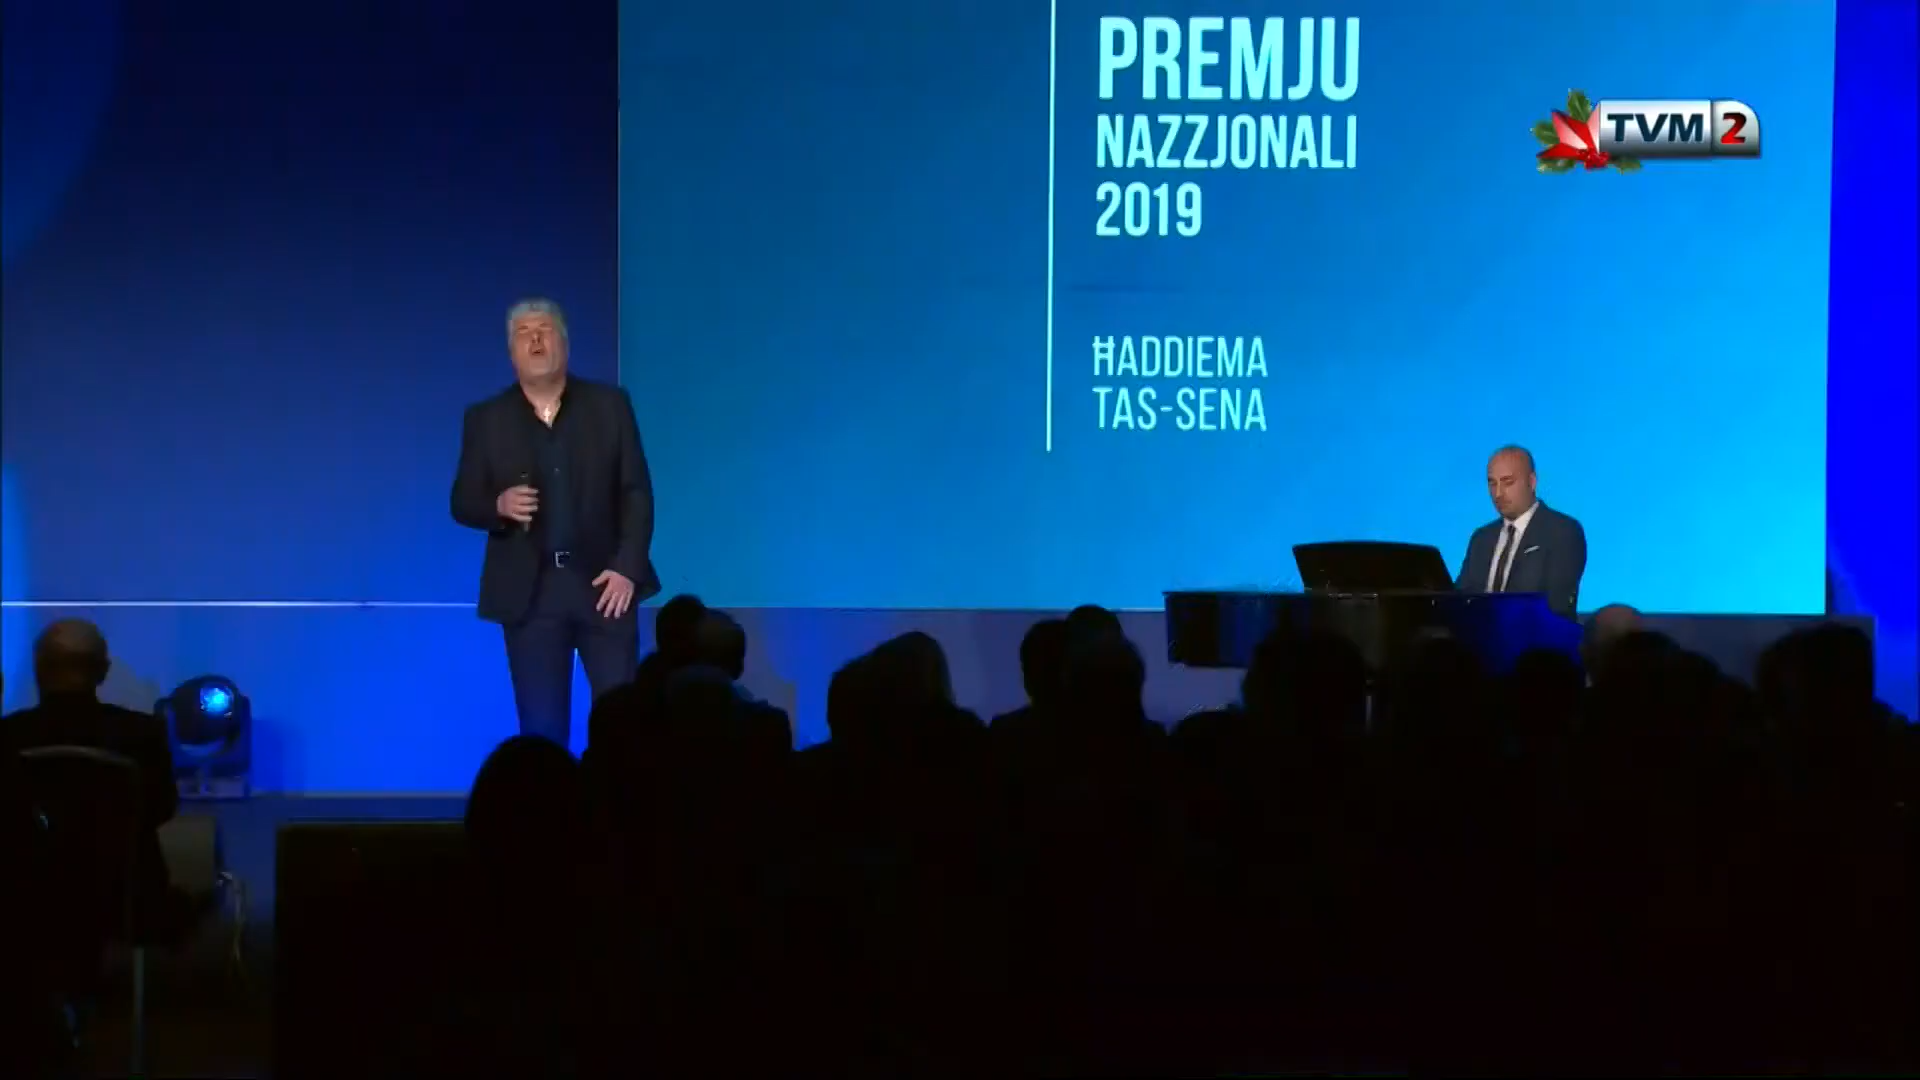 PREMJU
NAZZJONALI
2019
TVM 2
ĦADDIEMA
TAS-SENA